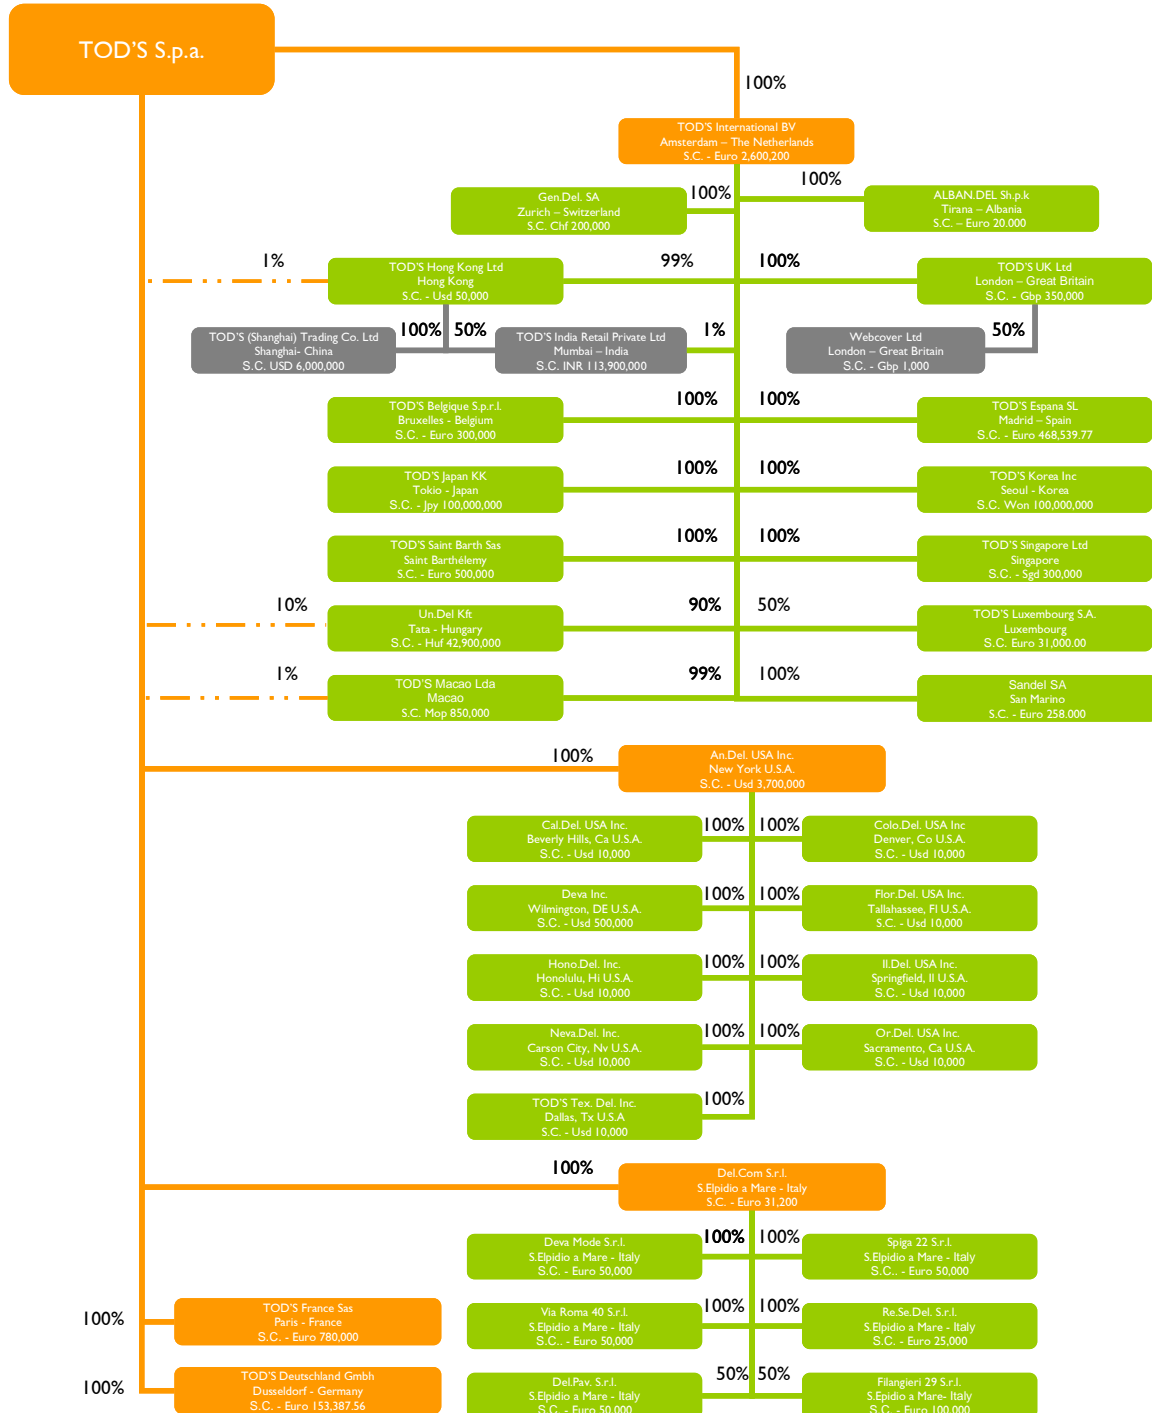 TOD'S S.p.a.
100%
TOD'S International BV
Amsterdam – The Netherlands
S.C. - Euro 2,600,200
100%
Gen.Del. SA
Zurich – Switzerland
S.C. Chf 200,000
100%
ALBAN.DEL Sh.p.k
Tirana – Albania
S.C. – Euro 20.000
1%
TOD'S Hong Kong Ltd
Hong Kong
S.C. - Usd 50,000
99%
100%
TOD'S UK Ltd
London – Great Britain
S.C. - Gbp 350,000
TOD'S (Shanghai) Trading Co. Ltd
Shanghai- China
S.C. USD 6,000,000
100%
50%
TOD'S India Retail Private Ltd
Mumbai – India
S.C. INR 113,900,000
1%
Webcover Ltd
London – Great Britain
S.C. - Gbp 1,000
50%
TOD'S Belgique S.p.r.l.
Bruxelles - Belgium
S.C. - Euro 300,000
100%
100%
TOD'S Espana SL
Madrid – Spain
S.C. - Euro 468,539.77
TOD'S Japan KK
Tokio - Japan
S.C. - Jpy 100,000,000
100%
100%
TOD'S Korea Inc
Seoul - Korea
S.C. Won 100,000,000
TOD'S Saint Barth Sas
Saint Barthélemy
S.C. - Euro 500,000
100%
100%
TOD'S Singapore Ltd
Singapore
S.C. - Sgd 300,000
10%
Un.Del Kft
Tata - Hungary
S.C. - Huf 42,900,000
90%
50%
TOD'S Luxembourg S.A.
Luxembourg
S.C. Euro 31,000.00
1%
TOD'S Macao Lda
Macao
S.C. Mop 850,000
99%
100%
Sandel SA
San Marino
S.C. - Euro 258,000
100%
An.Del. USA Inc.
New York U.S.A.
S.C. - Usd 3,700,000
Cal.Del. USA Inc.
Beverly Hills, Ca U.S.A.
S.C. - Usd 10,000
100%
100%
Colo.Del. USA Inc
Denver, Co U.S.A.
S.C. - Usd 10,000
Deva Inc.
Wilmington, DE U.S.A.
S.C. - Usd 500,000
100%
100%
Flor.Del. USA Inc.
Tallahassee, Fl U.S.A.
S.C. - Usd 10,000
Hono.Del. Inc.
Honolulu, Hi U.S.A.
S.C. - Usd 10,000
100%
100%
Il.Del. USA Inc.
Springfield, Il U.S.A.
S.C. - Usd 10,000
Neva.Del. Inc.
Carson City, Nv U.S.A.
S.C. - Usd 10,000
100%
100%
Or.Del. USA Inc.
Sacramento, Ca U.S.A.
S.C. - Usd 10,000
TOD'S Tex. Del. Inc.
Dallas, Tx U.S.A
S.C. - Usd 10,000
100%
100%
Del.Com S.r.l.
S.Elpidio a Mare - Italy
S.C. - Euro 31,200
Deva Mode S.r.l.
S.Elpidio a Mare - Italy
S.C. - Euro 50,000
100%
100%
Spiga 22 S.r.l.
S.Elpidio a Mare - Italy
S.C.. - Euro 50,000
Via Roma 40 S.r.l.
S.Elpidio a Mare - Italy
S.C.. - Euro 50,000
100%
100%
Re.Se.Del. S.r.l.
S.Elpidio a Mare - Italy
S.C. - Euro 25,000
100%
TOD'S France Sas
Paris - France
S.C. - Euro 780,000
Del.Pav. S.r.l.
S.Elpidio a Mare - Italy
S.C. - Euro 50,000
50%
50%
Filangieri 29 S.r.l.
S.Epidio a Mare- Italy
S.C. - Euro 100,000
100%
TOD'S Deutschland Gmbh
Dusseldorf - Germany
S.C. - Euro 153,387.56